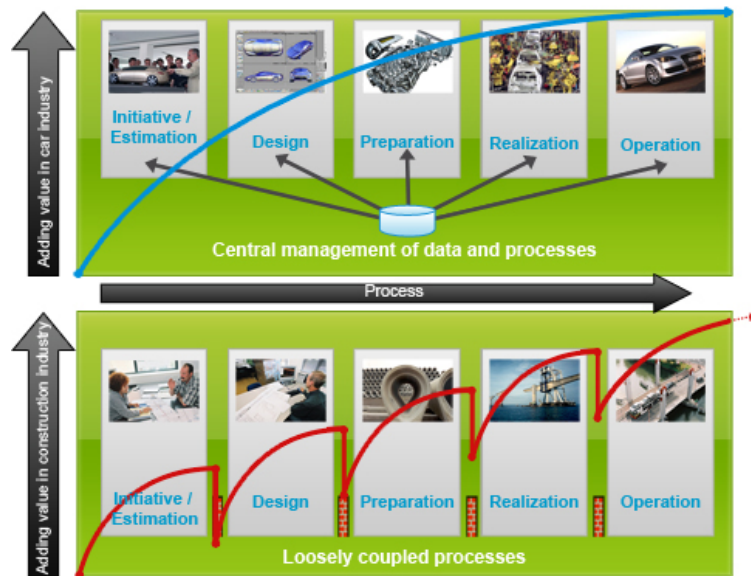 Adding value in car industry
Initiative /
Estimation
Design
Preparation
Realization
Operation
Central management of data and processes
Process
Adding value in construction industry
Initiative /
Estimation
Design
Preparation
Realization
Operation
Loosely coupled processes